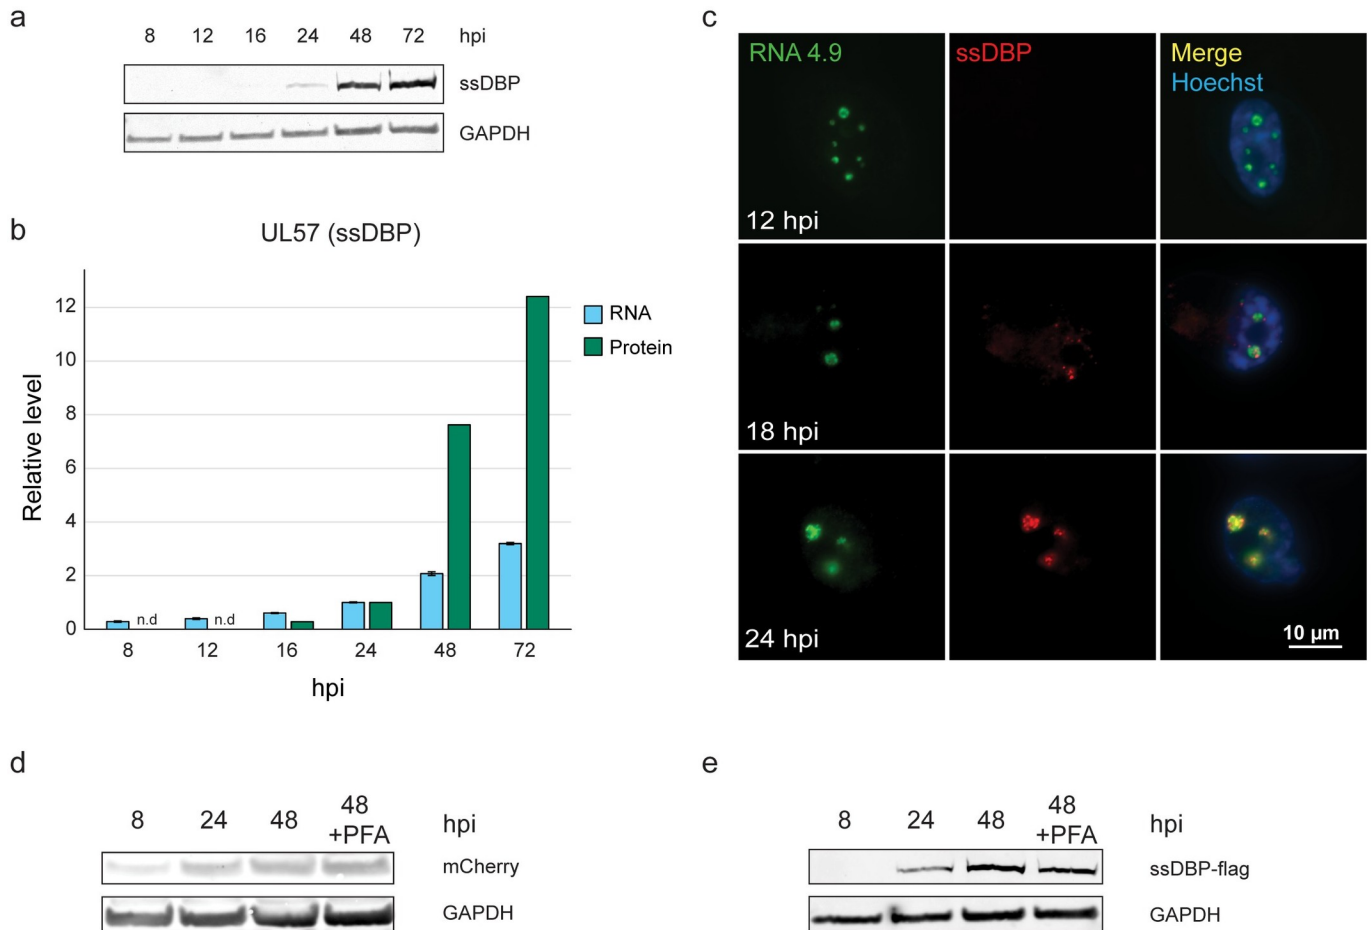 a
8 12 16 24 48 72 hpi
ssDBP
GAPDH
b
UL57 (ssDBP)
Relative level
12
10
8
6
4
2
0
RNA
Protein
n.d n.d
8 12 16 24 48 72
hpi
c
RNA 4.9 ssDBP Merge
Hoechst
12 hpi
18 hpi
24 hpi
10 µm
d
8 24 48 48
+PFA hpi
mCherry
GAPDH
e
8 24 48 48
+PFA hpi
ssDBP-flag
GAPDH